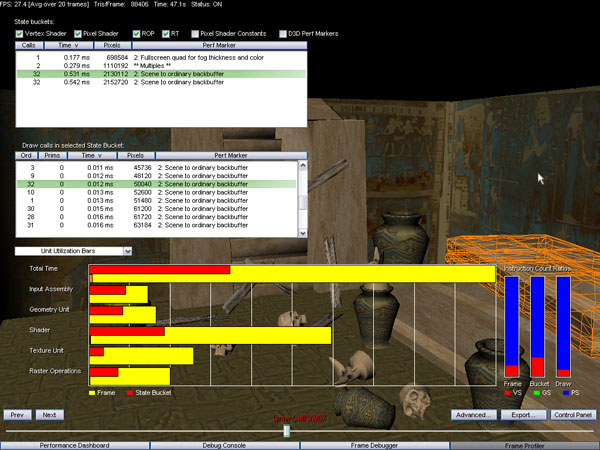 FPS: 27.4 [Avg over 20 frames] Tris/Frame: 88406 Time: 47.1s Status: ON
State buckets:
Vertex Shader Pixel Shader ROP RT Pixel Shader Constants D3D Perf Markers
Calls Time v Pixels Perf Marker
1 0.177 ms 698584 2: Fullscreen quad for fog thickness and color
2 0.279 ms 1110192 ** Multiples **
32 0.531 ms 2130112 2: Scene to ordinary backbuffer
32 0.542 ms 2152720 2: Scene to ordinary backbuffer
Draw calls in selected State Bucket:
Ord Prims Time v Pixels Perf Marker
3 0 0.011 ms 45736 2: Scene to ordinary backbuffer
9 0 0.012 ms 48120 2: Scene to ordinary backbuffer
32 0 0.012 ms 50040 2: Scene to ordinary backbuffer
10 0 0.013 ms 52600 2: Scene to ordinary backbuffer
1 0 0.013 ms 51480 2: Scene to ordinary backbuffer
30 0 0.015 ms 61200 2: Scene to ordinary backbuffer
28 0 0.016 ms 61720 2: Scene to ordinary backbuffer
31 0 0.016 ms 63184 2: Scene to ordinary backbuffer
Unit Utilization Bars
Total Time
Input Assembly
Geometry Unit
Shader
Texture Unit
Raster Operations
Frame State Bucket
Instruction Count Ratios
Frame Bucket Draw
VS GS PS
Prev Next Draw Call Advanced... Export... Control Panel
Performance Dashboard Debug Console Frame Debugger Frame Profiler